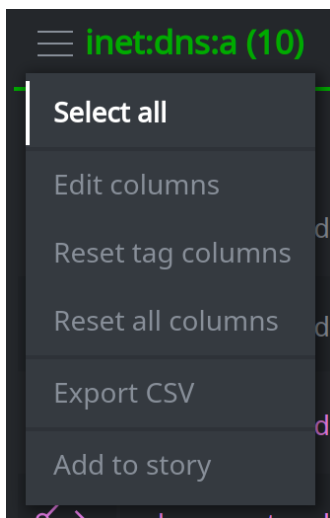 inet:dns:a (10)
Select all
Edit columns
Reset tag columns
Reset all columns
Export CSV
Add to story